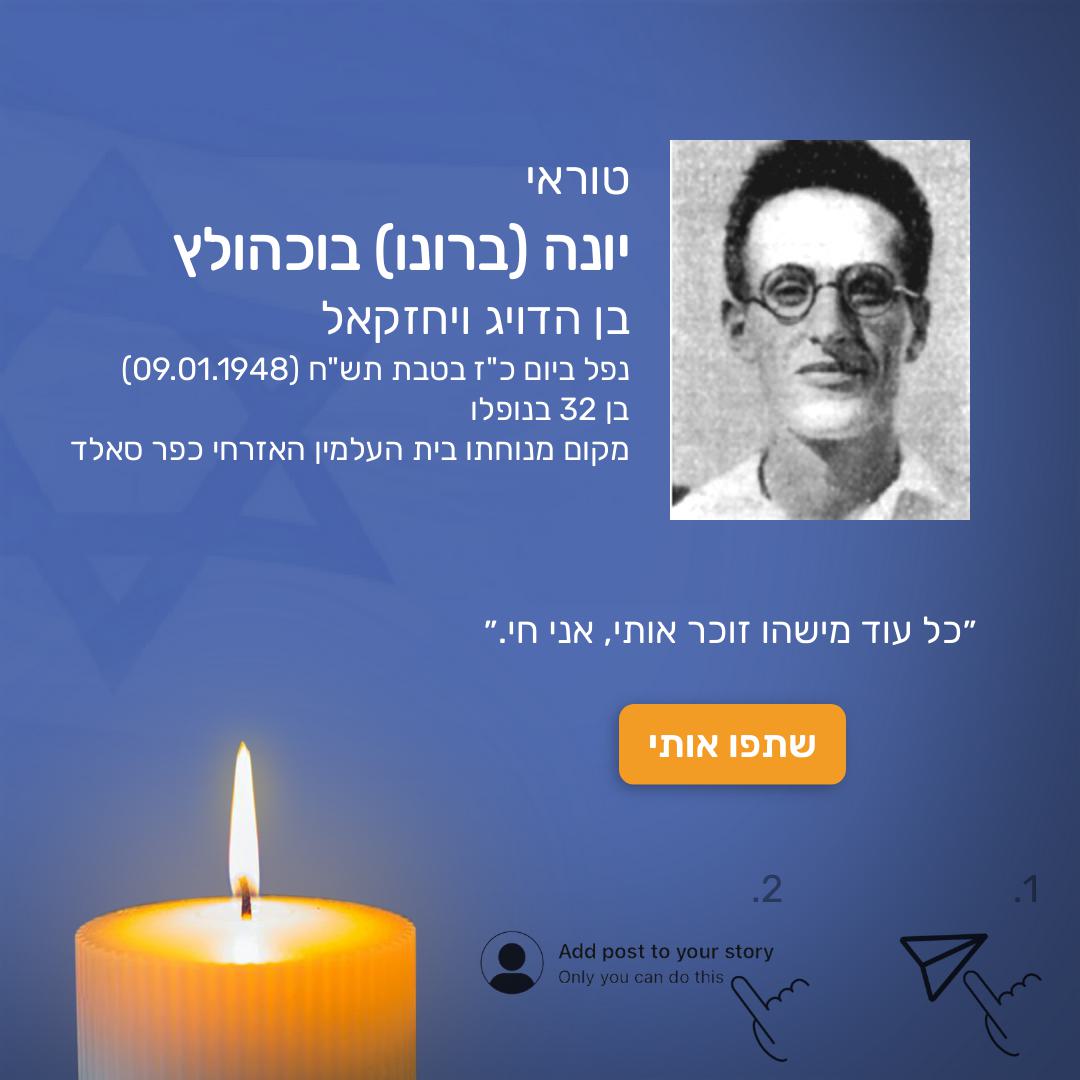 טוראי
יונה (ברונו) בוכהולץ
בן הדויג ויחזקאל
נפל ביום כ"ז בטבת תש"ח (09.01.1948)
בן 32 בנופלו
מקום מנוחתו בית העלמין האזרחי כפר סאלד
״כל עוד מישהו זוכר אותי, אני חי.״
שתפו אותי
.1
.2
Add post to your story
Only you can do this